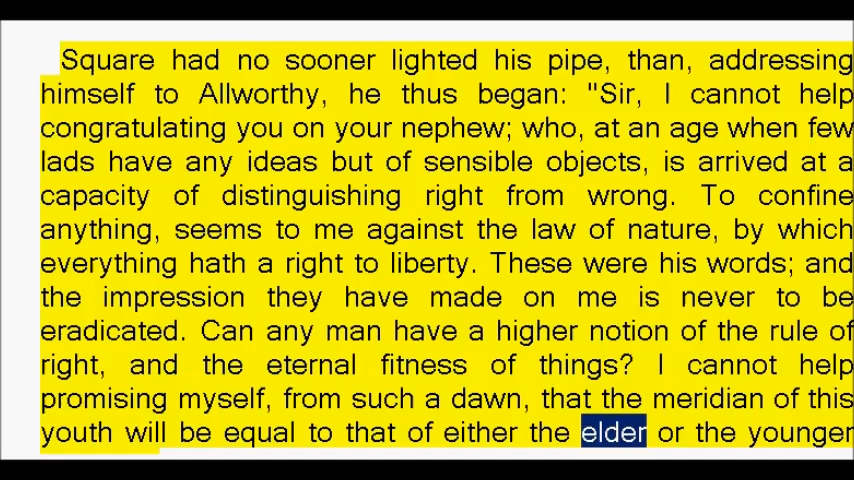 Square had no sooner lighted his pipe, than, addressing
himself to Allworthy, he thus began: "Sir, I cannot help
congratulating you on your nephew; who, at an age when few
lads have any ideas but of sensible objects, is arrived at a
capacity of distinguishing right from wrong. To confine
anything, seems to me against the law of nature, by which
everything hath a right to liberty. These were his words; and
the impression they have made on me is never to be
eradicated. Can any man have a higher notion of the rule of
right, and the eternal fitness of things? I cannot help
promising myself, from such a dawn, that the meridian of this
youth will be equal to that of either the elder or the younger